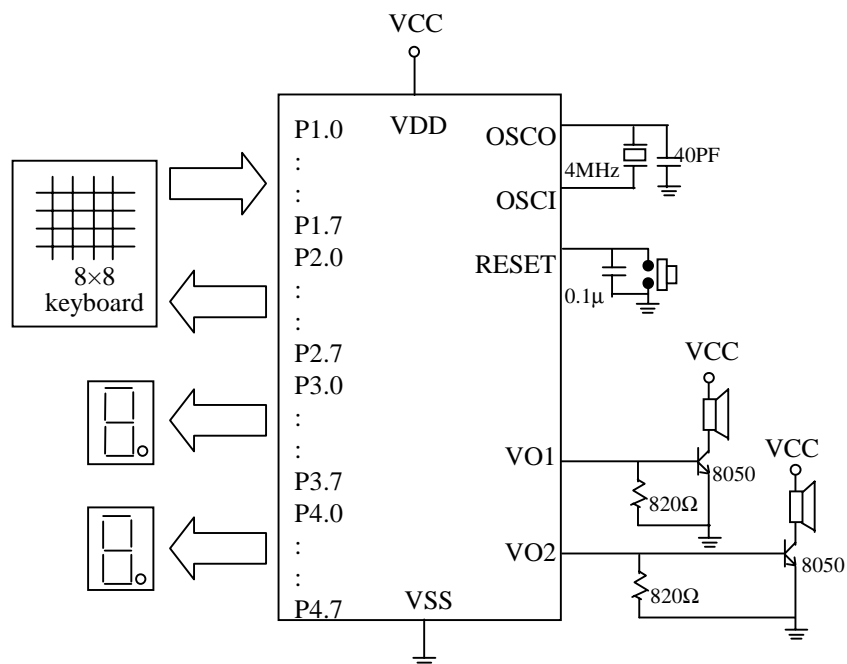 VCC
P1.0
:
:
P1.7
P2.0
:
:
P2.7
P3.0
:
:
P3.7
P4.0
:
:
P4.7
VDD
VSS
8×8
keyboard
OSCO
OSCI
4MHz
40PF
RESET
0.1μ
VO1
820Ω
VCC
8050
VO2
820Ω
VCC
8050